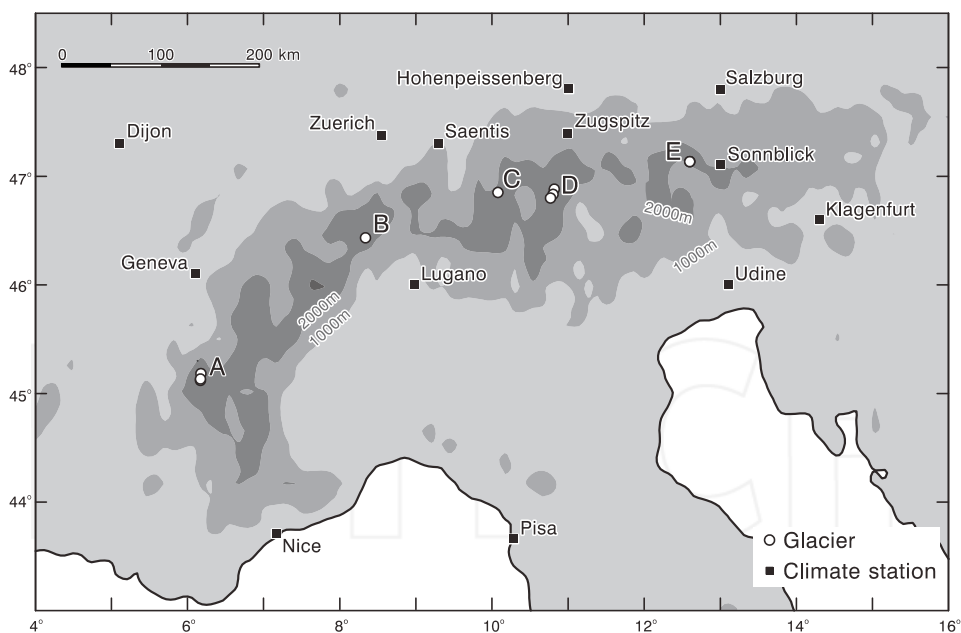 0 100 200 km
48°
47°
46°
45°
44°
Hohenpeissenberg
Salzburg
Dijon
Zuerich
Saentis
Zugspitz
E
Sonnblick
C
D
2000m
Klagenfurt
B
1000m
Geneva
Lugano
Udine
2000m
1000m
A
Nice
Pisa
Glacier
Climate station
4° 6° 8° 10° 12° 14° 16°